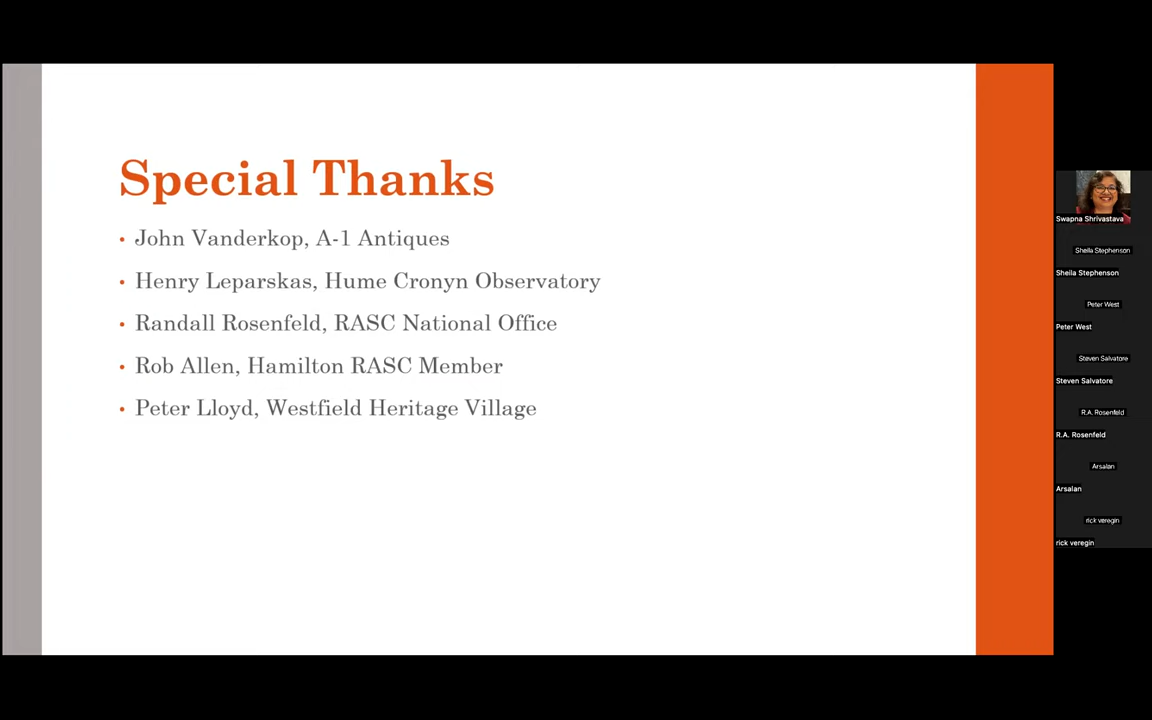 Special Thanks
• John Vanderkop, A-1 Antiques
• Henry Leparskas, Hume Cronyn Observatory
• Randall Rosenfeld, RASC National Office
• Rob Allen, Hamilton RASC Member
• Peter Lloyd, Westfield Heritage Village
Swapna Shrivastava
Sheila Stephenson
Sheila Stephenson
Peter West
Peter West
Steven Salvatore
Steven Salvatore
R.A. Rosenfeld
R.A. Rosenfeld
Arsalan
Arsalan
rick veregin
rick veregin